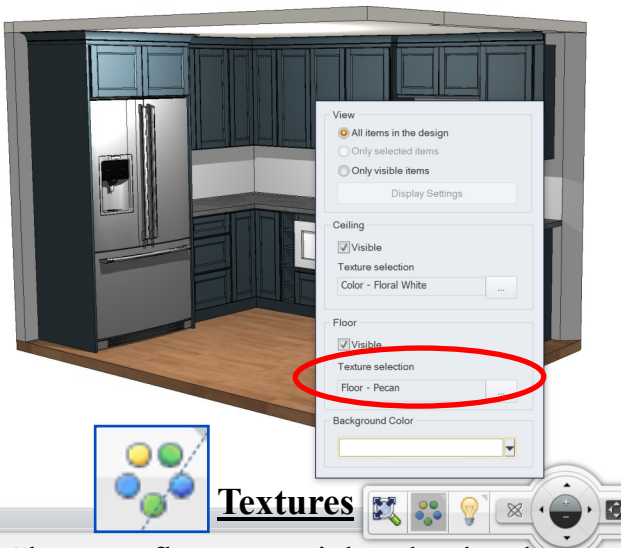 View
All items in the design
Only selected items
Only visible items
Display Settings
Ceiling
Visible
Texture selection
Color - Floral White
...
Floor
Visible
Texture selection
Floor - Pecan
...
Background Color
Textures